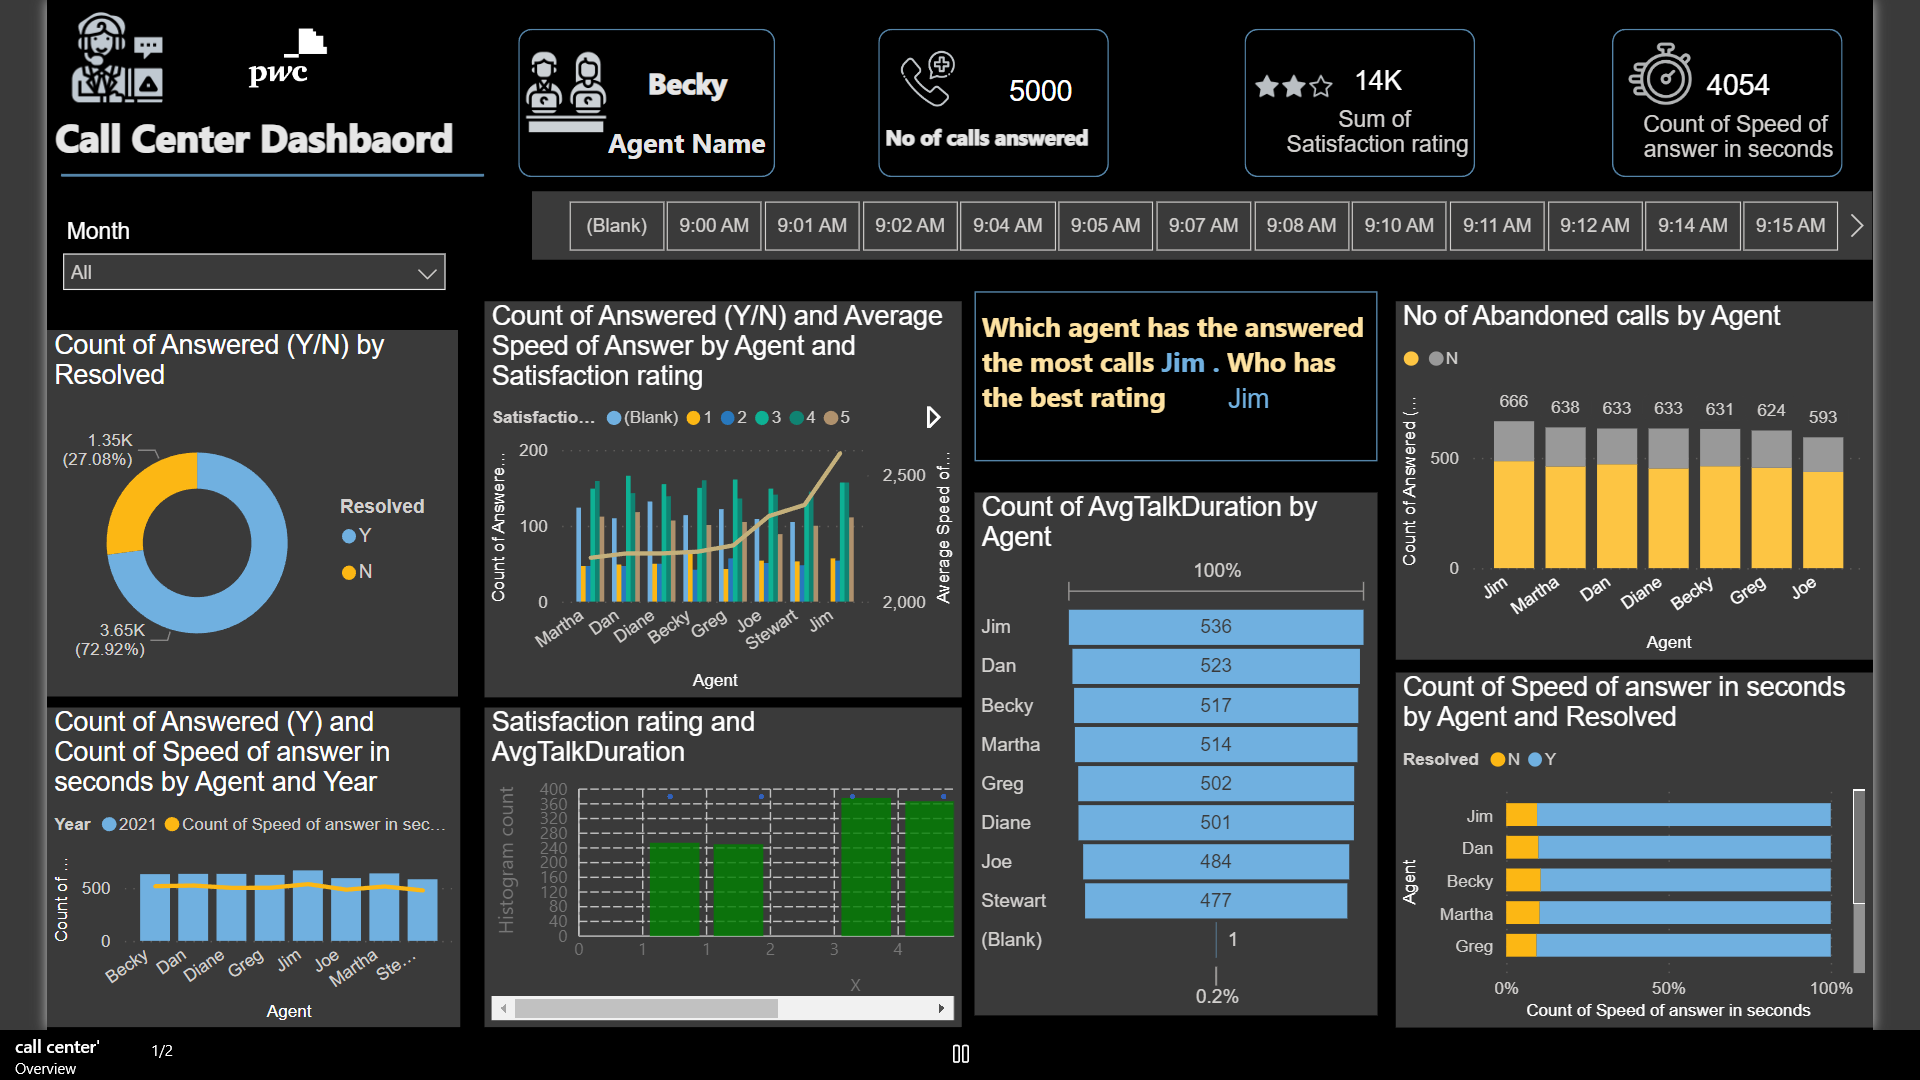 pwc
Call Center Dashbaord
Becky
Agent Name
5000
No of calls answered
14K
Sum of
Satisfaction rating
4054
Count of Speed of
answer in seconds
(Blank) 9:00 AM 9:01 AM 9:02 AM 9:04 AM 9:05 AM 9:07 AM 9:08 AM 9:10 AM 9:11 AM 9:12 AM 9:14 AM 9:15 AM
Month
All
Count of Answered (Y/N) by
Resolved
1.35K
(27.08%)
3.65K
(72.92%)
Resolved
Y
N
Count of Answered (Y/N) and Average
Speed of Answer by Agent and
Satisfaction rating
Satisfactio... (Blank) 1 2 3 4 5
Count of Answere...
200
100
0
2,500
2,000
Average Speed of...
Martha Dan Diane Becky Greg Joe Stewart Jim
Agent
Which agent has the answered
the most calls Jim . Who has
the best rating Jim
No of Abandoned calls by Agent
N
Count of Answered (...
500
0
666 638 633 633 631 624 593
Jim Martha Dan Diane Becky Greg Joe
Agent
Count of AvgTalkDuration by
Agent
100%
Jim 536
Dan 523
Becky 517
Martha 514
Greg 502
Diane 501
Joe 484
Stewart 477
(Blank) 1
0.2%
Count of Answered (Y) and
Count of Speed of answer in
seconds by Agent and Year
Year 2021 Count of Speed of answer in sec...
Count of ...
500
0
Becky Dan Diane Greg Jim Joe Martha Ste...
Agent
Satisfaction rating and
AvgTalkDuration
Histogram count
400
360
320
280
240
200
160
120
80
40
0
0 1 1 2 3 4
X
Count of Speed of answer in seconds
by Agent and Resolved
Resolved N Y
Agent
Jim
Dan
Becky
Martha
Greg
0% 50% 100%
Count of Speed of answer in seconds
call center' 1/2
Overview